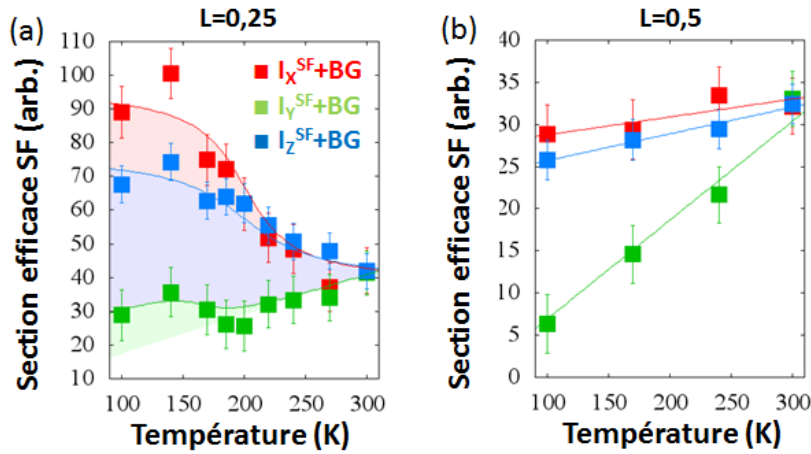 (a)
L=0,25
Section efficace SF (arb.)
110
100
90
80
70
60
50
40
30
20
10
I_X^SF+BG
I_Y^SF+BG
I_Z^SF+BG
100 150 200 250 300
Température (K)
(b)
L=0,5
Section efficace SF (arb.)
40
35
30
25
20
15
10
5
0
100 150 200 250 300
Température (K)